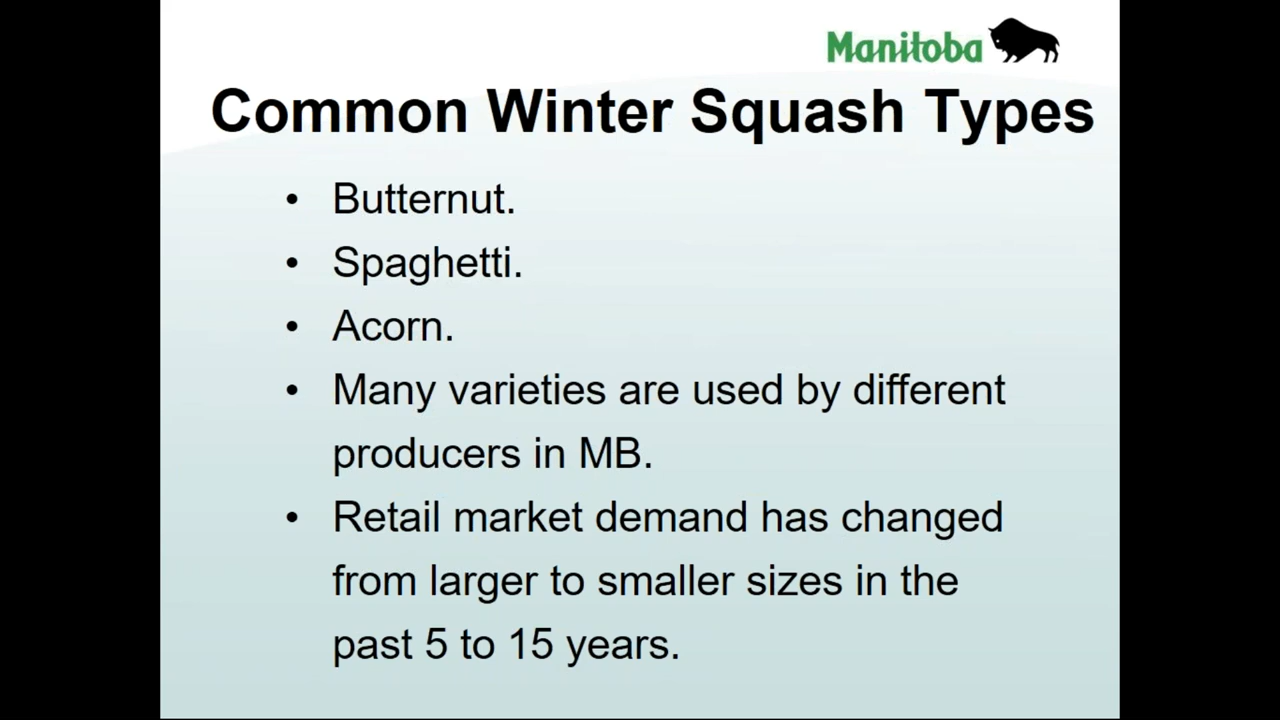 Manitoba
Common Winter Squash Types
• Butternut.
• Spaghetti.
• Acorn.
• Many varieties are used by different
producers in MB.
• Retail market demand has changed
from larger to smaller sizes in the
past 5 to 15 years.